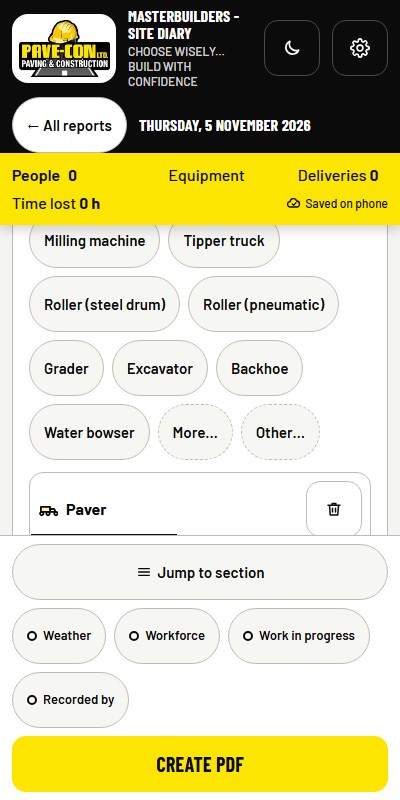 PAVE-CON LTD.
PAVING & CONSTRUCTION
MASTERBUILDERS -
SITE DIARY
CHOOSE WISELY...
BUILD WITH
CONFIDENCE
← All reports
THURSDAY, 5 NOVEMBER 2026
People 0
Equipment
Deliveries 0
Time lost 0 h
Saved on phone
Milling machine
Tipper truck
Roller (steel drum)
Roller (pneumatic)
Grader
Excavator
Backhoe
Water bowser
More...
Other...
Paver
Jump to section
Weather
Workforce
Work in progress
Recorded by
CREATE PDF